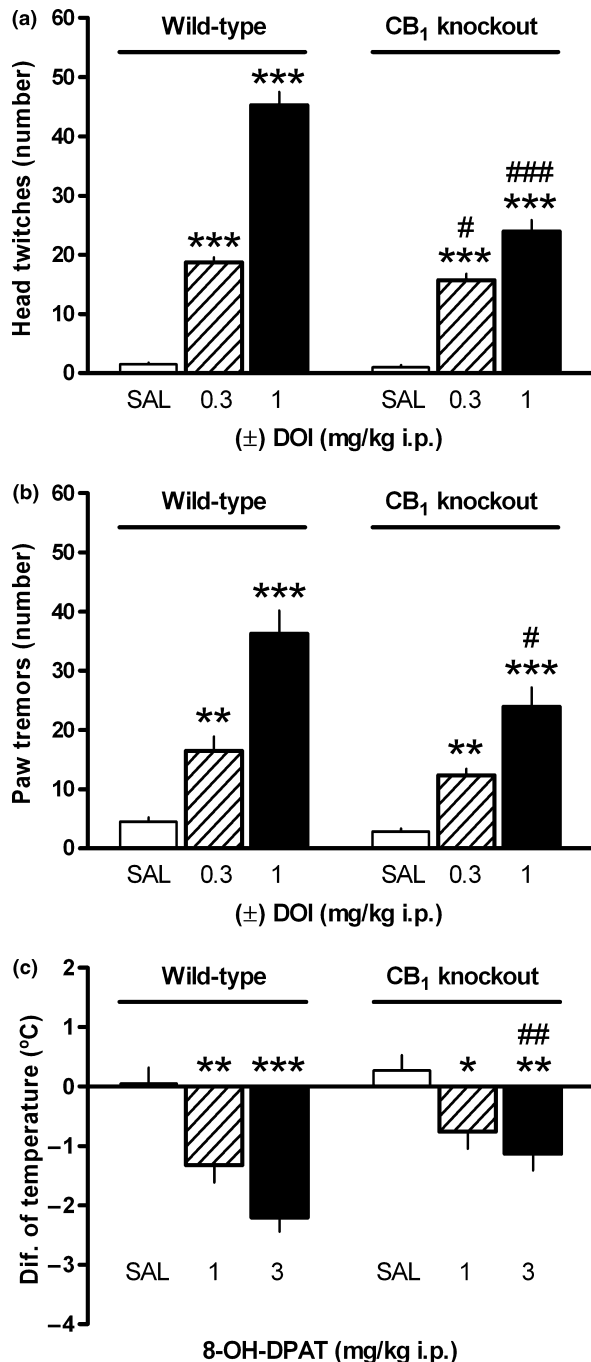 (a)
60
Wild-type
CB₁ knockout
50
***
40
Head twitches (number)
###
30
***
#
***
***
20
10
0
SAL 0.3 1 SAL 0.3 1
(±) DOI (mg/kg i.p.)
(b)
60
Wild-type
CB₁ knockout
50
***
40
Paw tremors (number)
#
***
30
**
**
20
10
0
SAL 0.3 1 SAL 0.3 1
(±) DOI (mg/kg i.p.)
(c)
2
Wild-type
CB₁ knockout
1
##
** *** * **
0
Dif. of temperature (ºC)
−1
−2
−3
SAL 1 3 SAL 1 3
−4
8-OH-DPAT (mg/kg i.p.)